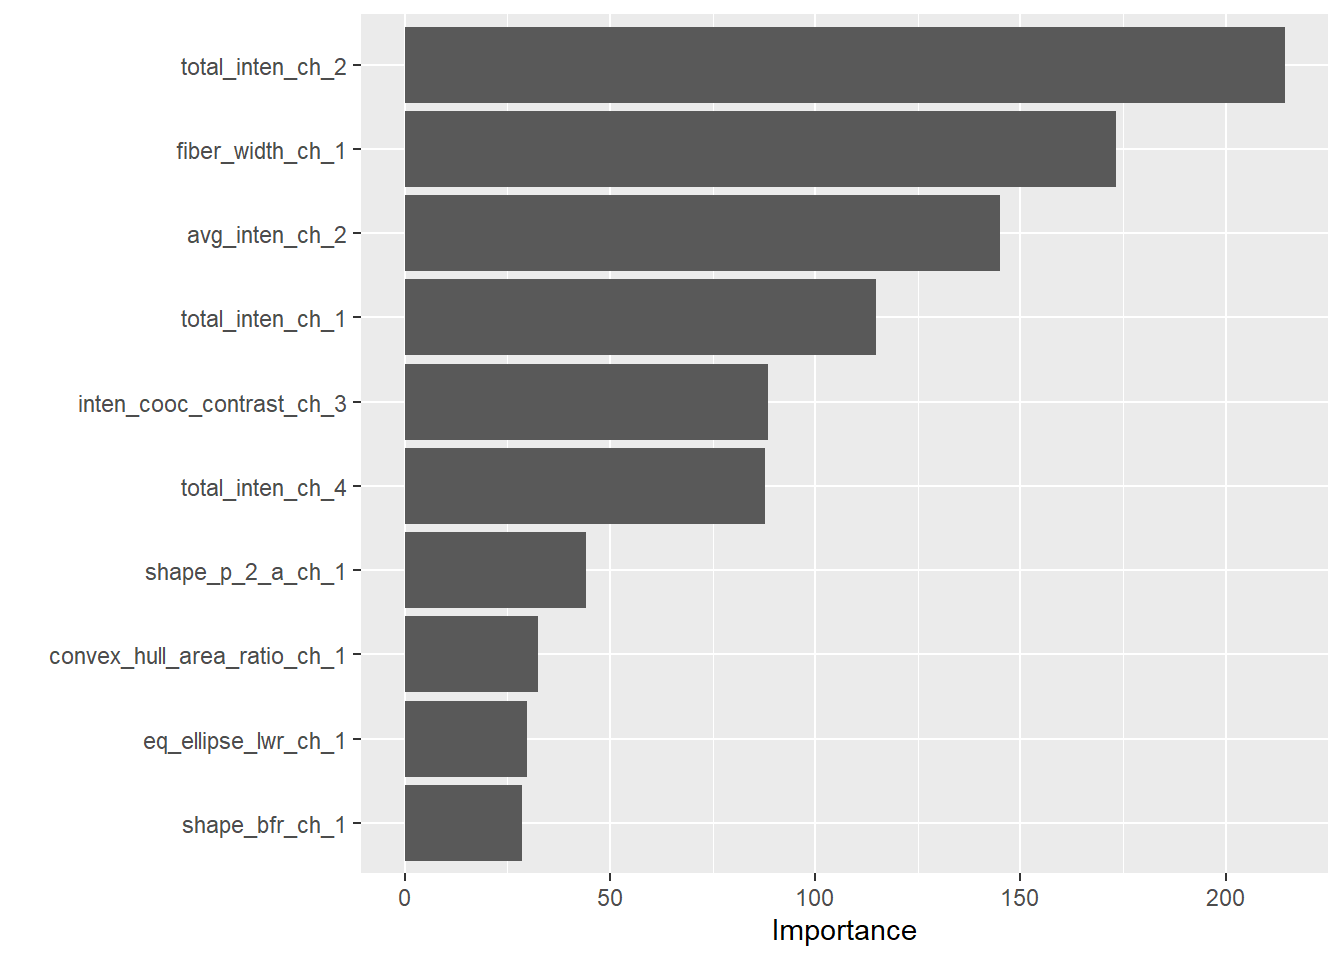 total_inten_ch_2
fiber_width_ch_1
avg_inten_ch_2
total_inten_ch_1
inten_cooc_contrast_ch_3
total_inten_ch_4
shape_p_2_a_ch_1
convex_hull_area_ratio_ch_1
eq_ellipse_lwr_ch_1
shape_bfr_ch_1
0 50 100 150 200
Importance